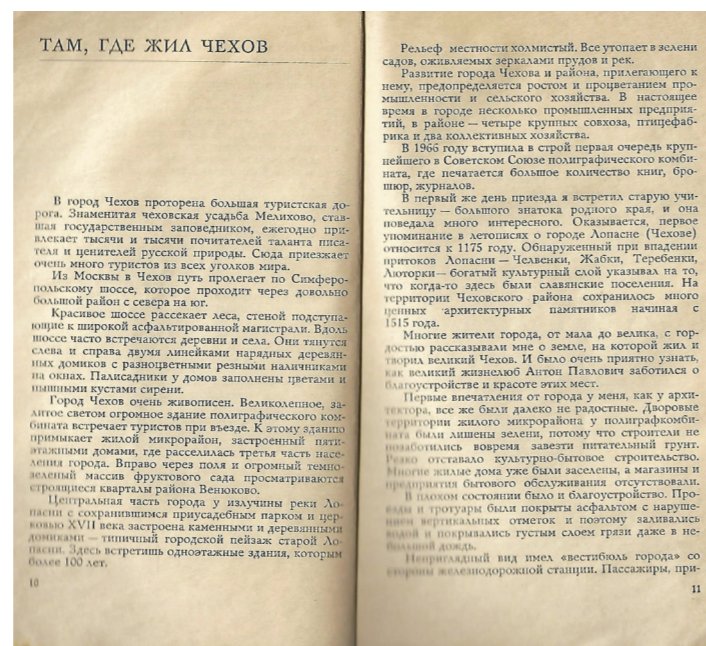 ТАМ, ГДЕ ЖИЛ ЧЕХОВ
В город Чехов проторена большая туристская до-
рога. Знаменитая чеховская усадьба Мелихово, став-
шая государственным заповедником, ежегодно при-
влекает тысячи и тысячи почитателей таланта писа-
теля и ценителей русской природы. Сюда приезжает
очень много туристов из всех уголков мира.
Из Москвы в Чехов путь пролегает по Симферо-
польскому шоссе, которое проходит через довольно
большой район с севера на юг.
Красивое шоссе рассекает леса, стеной подступа-
ющие к широкой асфальтированной магистрали. Вдоль
шоссе часто встречаются деревни и села. Они тянутся
слева и справа двумя линейками нарядных деревян-
ных домиков с разноцветными резными наличниками
на окнах. Палисадники у домов заполнены цветами и
пышными кустами сирени.
Город Чехов очень живописен. Великолепное, за-
литое светом огромное здание полиграфического ком-
бината встречает туристов при въезде. К этому зданию
примыкает жилой микрорайон, застроенный пяти-
этажными домами, где расселилась третья часть насе-
ления города. Вправо через поля и огромный темно-
зеленый массив фруктового сада просматриваются
строящиеся кварталы района Венюково.
Центральная часть города у излучины реки Ло-
пасни с сохранившимся приусадебным парком и цер-
ковью XVII века застроена каменными и деревянными
домиками — типичный городской пейзаж старой Ло-
пасни. Здесь встретишь одноэтажные здания, которым
более 100 лет.
10
Рельеф местности холмистый. Все утопает в зелени
садов, оживляемых зеркалами прудов и рек.
Развитие города Чехова и района, прилегающего к
нему, предопределяется ростом и процветанием про-
мышленности и сельского хозяйства. В настоящее
время в городе несколько промышленных предприя-
тий, в районе — четыре крупных совхоза, птицефаб-
рика и два коллективных хозяйства.
В 1966 году вступила в строй первая очередь круп-
нейшего в Советском Союзе полиграфического комби-
ната, где печатается большое количество книг, бро-
шюр, журналов.
В первый же день приезда я встретил старую учи-
тельницу — большого знатока родного края, и она
поведала много интересного. Оказывается, первое
упоминание в летописях о городе Лопасне (Чехове)
относится к 1175 году. Обнаруженный при впадении
притоков Лопасни — Челвенки, Жабки, Теребенки,
Люторки — богатый культурный слой указывал на то,
что когда-то здесь были славянские поселения. На
территории Чеховского района сохранилось много
ценных архитектурных памятников начиная с
1515 года.
Многие жители города, от мала до велика, с гор-
достью рассказывали мне о земле, на которой жил и
творил великий Чехов. И было очень приятно узнать,
как великий жизнелюб Антон Павлович заботился о
благоустройстве и красоте этих мест.
Первые впечатления от города у меня, как у архи-
тектора, все же были далеко не радостные. Дворовые
территории жилого микрорайона у полиграфкомби-
ната были лишены зелени, потому что строители не
позаботились вовремя завезти питательный грунт.
Резко отставало культурно-бытовое строительство.
Многие жилые дома уже были заселены, а магазины и
предприятия бытового обслуживания отсутствовали.
В плохом состоянии было и благоустройство. Про-
езды и тротуары были покрыты асфальтом с наруше-
нием вертикальных отметок и поэтому заливались
водой и покрывались густым слоем грязи даже в не-
большой дождь.
Неприглядный вид имел «вестибюль города» со
стороны железнодорожной станции. Пассажиры, при-
11